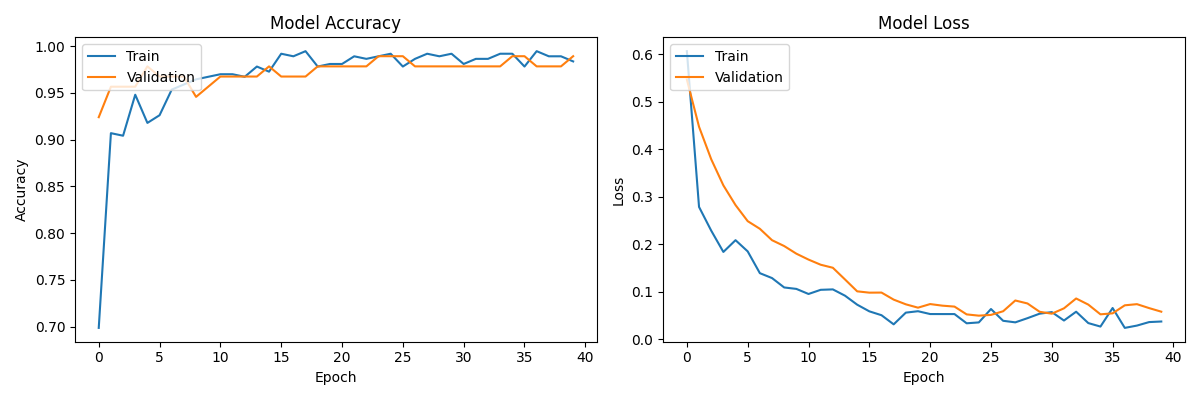 Model Accuracy
1.00
0.95
0.90
0.85
0.80
0.75
0.70
Accuracy
Train
Validation
0 5 10 15 20 25 30 35 40
Epoch
Model Loss
0.6
0.5
0.4
0.3
0.2
0.1
0.0
Loss
Train
Validation
0 5 10 15 20 25 30 35 40
Epoch